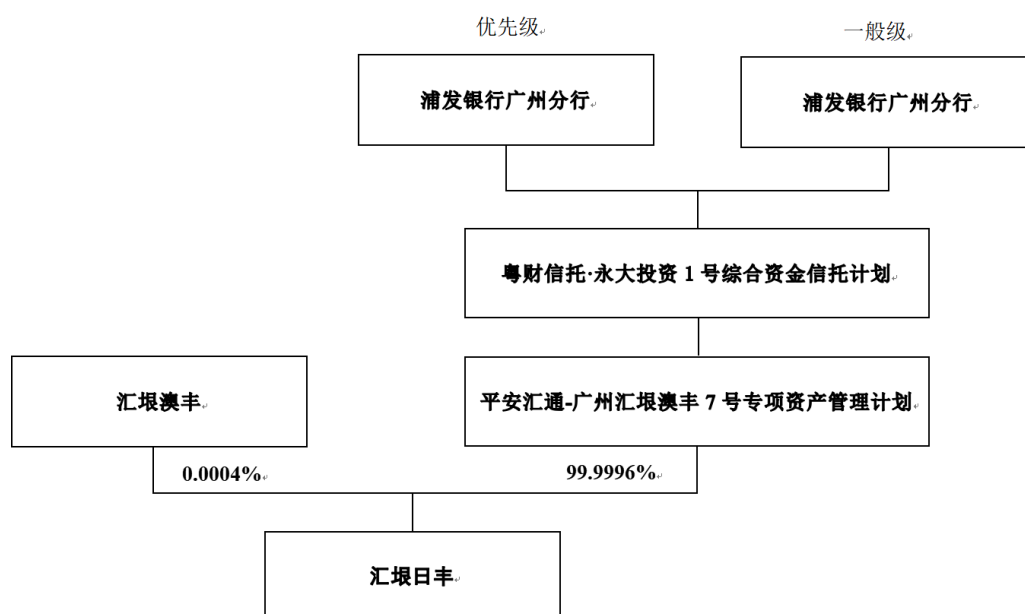 优先级
一般级
浦发银行广州分行
浦发银行广州分行
粤财信托·永大投资 1 号综合资金信托计划
汇垠澳丰
平安汇通-广州汇垠澳丰 7 号专项资产管理计划
0.0004%
99.9996%
汇垠日丰